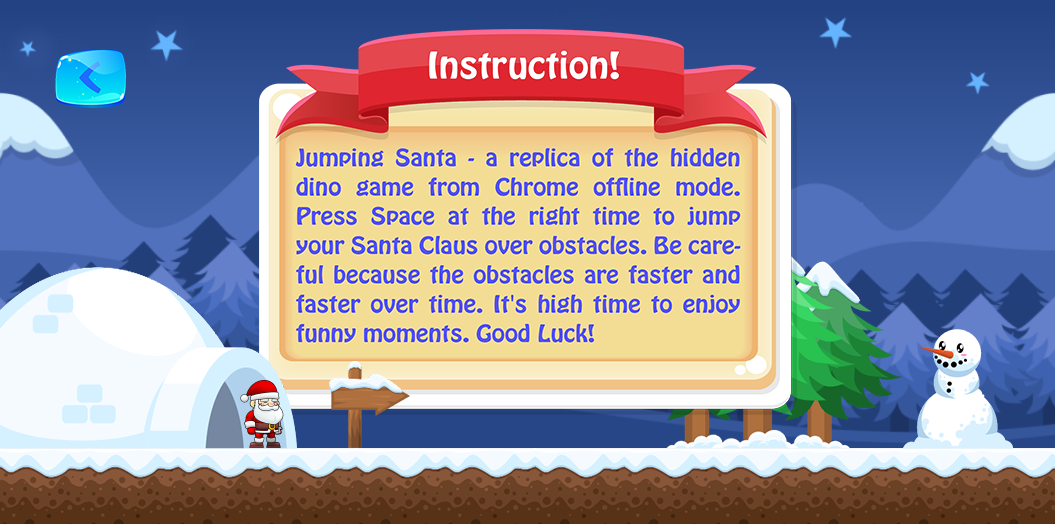 Instruction!
Jumping Santa - a replica of the hidden
dino game from Chrome offline mode.
Press Space at the right time to jump
your Santa Claus over obstacles. Be care-
ful because the obstacles are faster and
faster over time. It's high time to enjoy
funny moments. Good Luck!